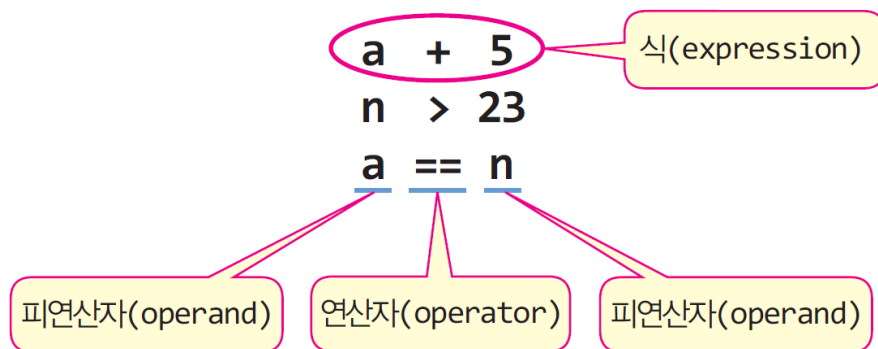 a + 5
식(expression)
n > 23
a == n
피연산자(operand)
연산자(operator)
피연산자(operand)